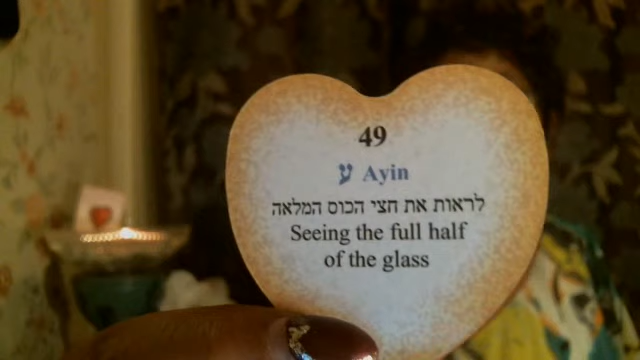 49
ע Ayin
לראות את חצי הכוס המלאה
Seeing the full half
of the glass